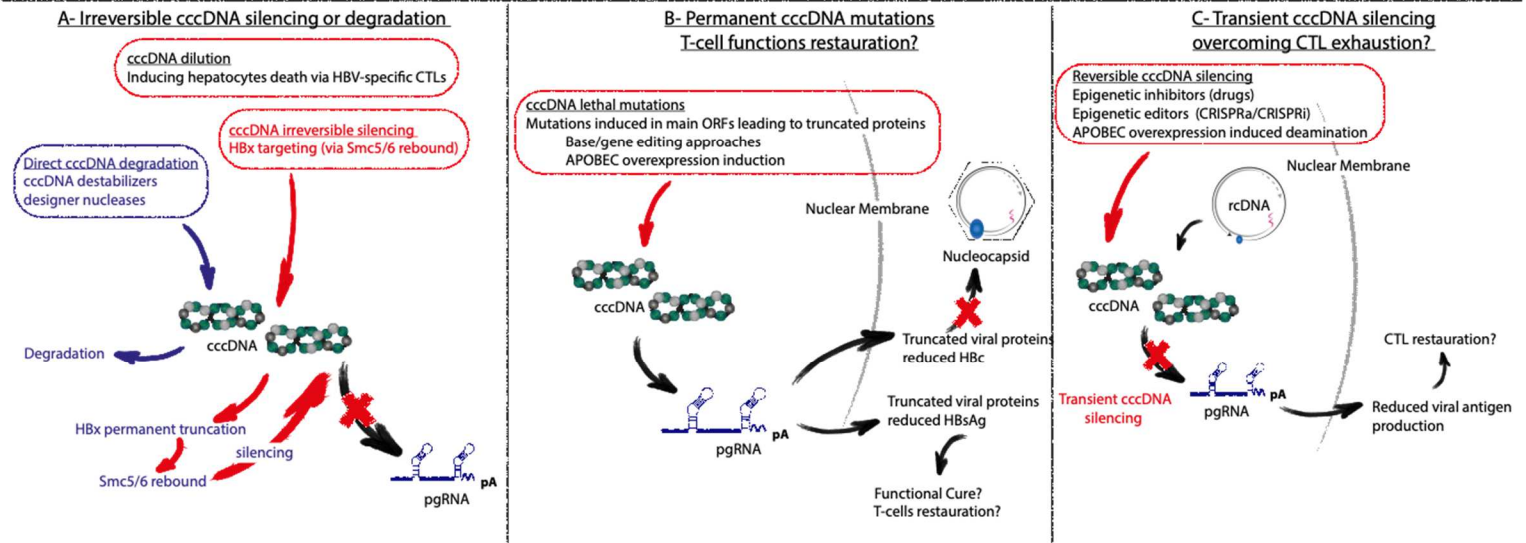 A- Irreversible cccDNA silencing or degradation
cccDNA dilution
Inducing hepatocytes death via HBV-specific CTLs
cccDNA irreversible silencing
HBx targeting (via Smc5/6 rebound)
Direct cccDNA degradation
cccDNA destabilizers
designer nucleases
cccDNA
Degradation
HBx permanent truncation
silencing
Smc5/6 rebound
pA
pgRNA
B- Permanent cccDNA mutations
T-cell functions restauration?
cccDNA lethal mutations
Mutations induced in main ORFs leading to truncated proteins
Base/gene editing approaches
APOBEC overexpression induction
Nuclear Membrane
Nucleocapsid
cccDNA
Truncated viral proteins
reduced HBc
Truncated viral proteins
reduced HBsAg
pA
pgRNA
Functional Cure?
T-cells restauration?
C- Transient cccDNA silencing
overcoming CTL exhaustion?
Reversible cccDNA silencing
Epigenetic inhibitors (drugs)
Epigenetic editors (CRISPRa/CRISPRi)
APOBEC overexpression induced deamination
Nuclear Membrane
rcDNA
cccDNA
CTL restauration?
Transient cccDNA
silencing
pA
pgRNA
Reduced viral antigen
production